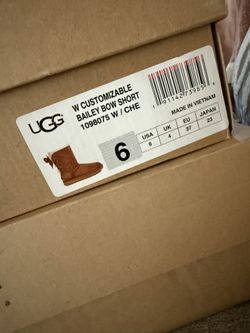 UGG
W CUSTOMIZABLE
BAILEY BOW SHORT
1098075 W / CHE
6
USA UK EU JAPAN
6 4 37 23
MADE IN VIETNAM